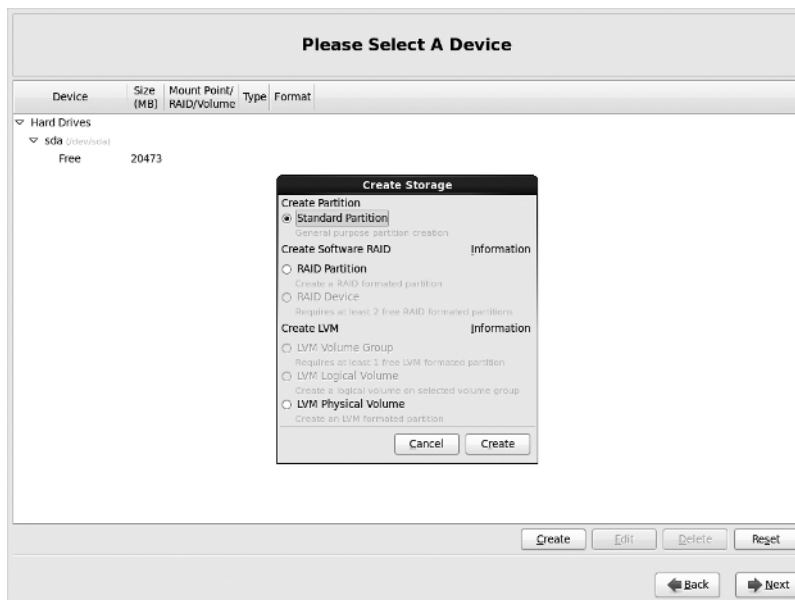 Please Select A Device
Device Size (MB) Mount Point/ RAID/Volume Type Format
Hard Drives
sda (/dev/sda)
Free 20473
Create Storage
Create Partition
Standard Partition
General purpose partition creation
Create Software RAID Information
RAID Partition
Create a RAID formated partition
RAID Device
Requires at least 2 free RAID formated partitions
Create LVM Information
LVM Volume Group
Requires at least 1 free LVM formated partition
LVM Logical Volume
Create a logical volume on selected volume group
LVM Physical Volume
Create an LVM formated partition
Cancel Create
Create Edit Delete Reset
Back Next